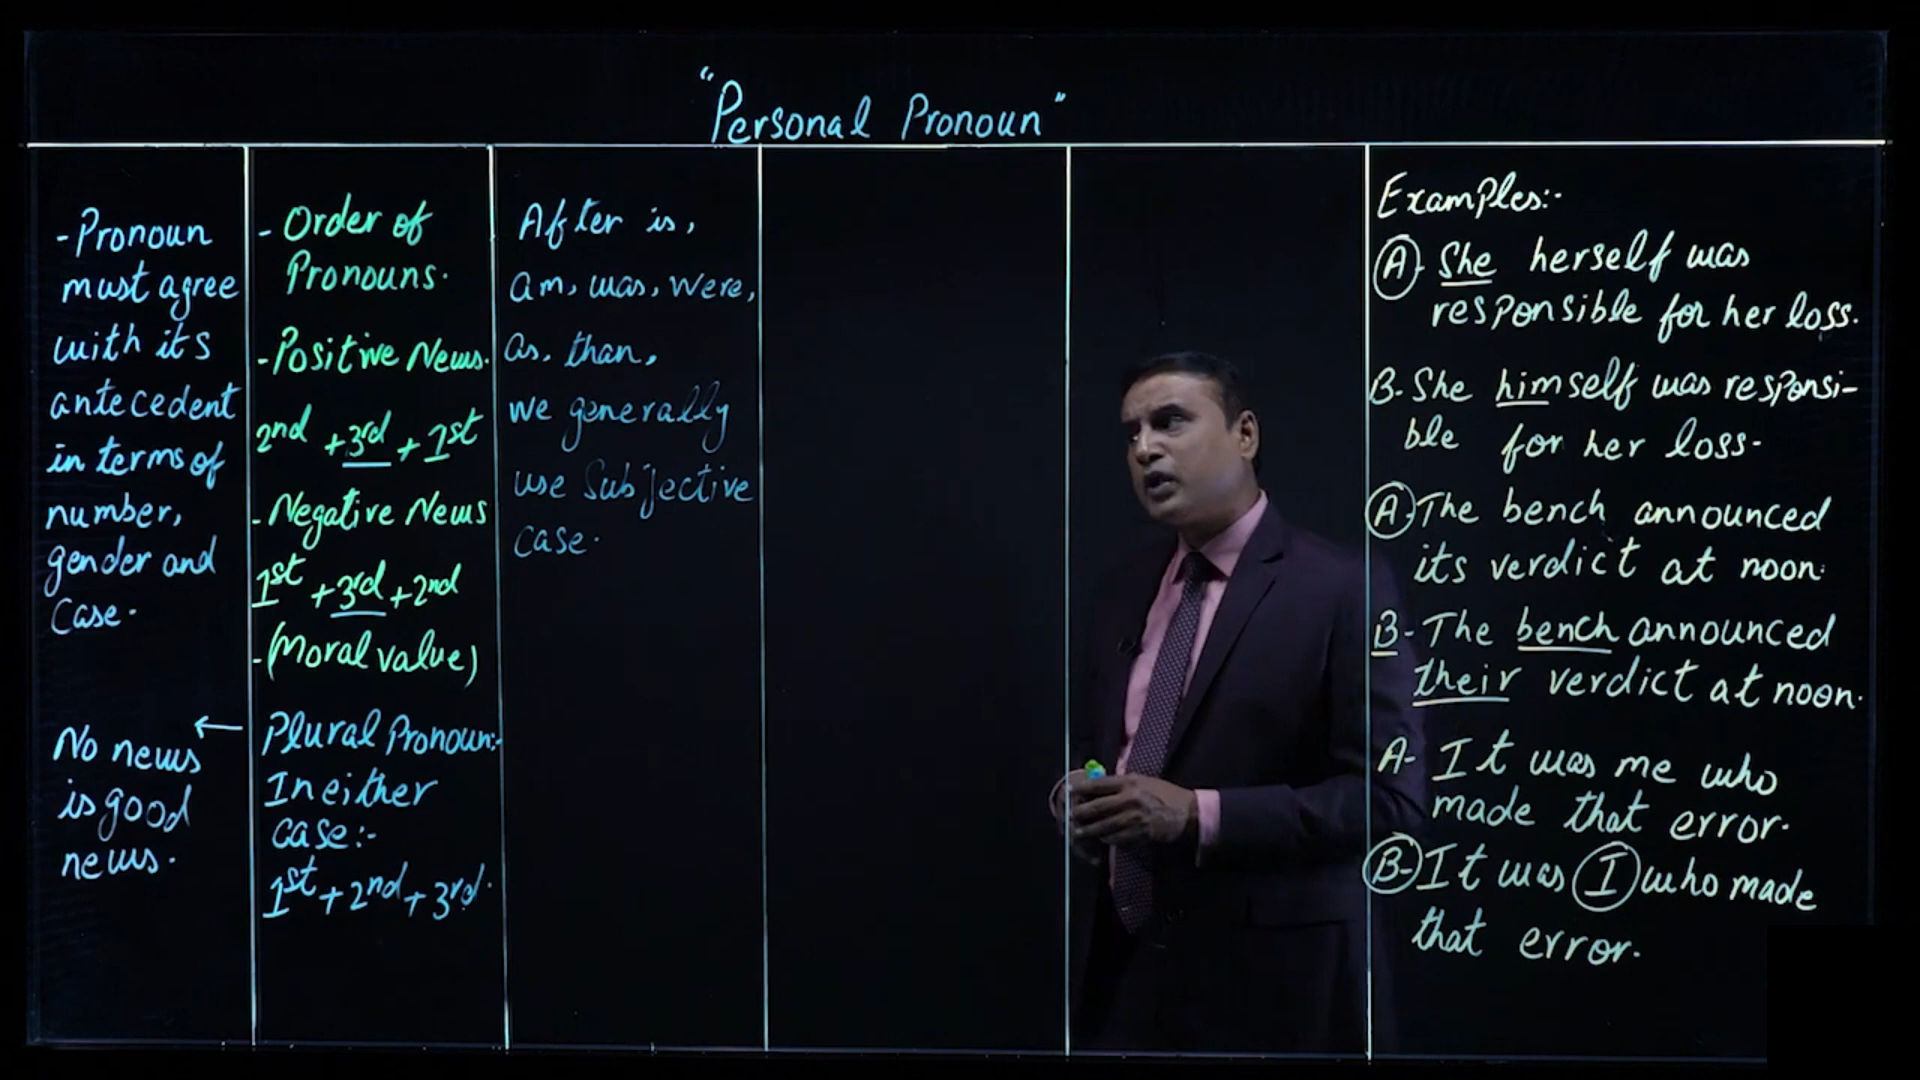 "Personal Pronoun"
-Pronoun
must agree
with its
antecedent
in terms of
number,
gender and
Case.
No news
is good
news.
- Order of
Pronouns.
-Positive News.
2nd + 3rd + 1st
-Negative News
1st + 3rd + 2nd
-(Moral value)
Plural Pronoun:-
In either
case:-
1st + 2nd + 3rd.
After is,
am, was, were,
as, than,
we generally
use Subjective
case.
Examples:-
A- She herself was
responsible for her loss.
B- She himself was responsi-
ble for her loss-
A- The bench announced
its verdict at noon.
B- The bench announced
their verdict at noon.
A- It was me who
made that error.
B- It was I who made
that error.